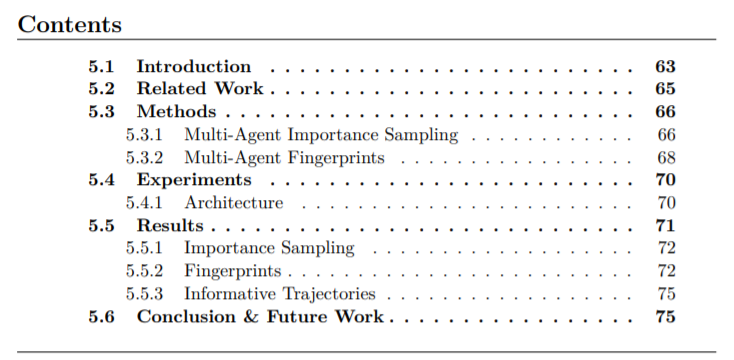 Contents
5.1 Introduction . . . . . . . . . . . . . . . . . . . . . . . . . 63
5.2 Related Work . . . . . . . . . . . . . . . . . . . . . . . . . 65
5.3 Methods . . . . . . . . . . . . . . . . . . . . . . . . . . . . 66
5.3.1 Multi-Agent Importance Sampling . . . . . . . . . . . 66
5.3.2 Multi-Agent Fingerprints . . . . . . . . . . . . . . . . 68
5.4 Experiments . . . . . . . . . . . . . . . . . . . . . . . . . 70
5.4.1 Architecture . . . . . . . . . . . . . . . . . . . . . . . 70
5.5 Results . . . . . . . . . . . . . . . . . . . . . . . . . . . . . 71
5.5.1 Importance Sampling . . . . . . . . . . . . . . . . . . 72
5.5.2 Fingerprints . . . . . . . . . . . . . . . . . . . . . . . . 72
5.5.3 Informative Trajectories . . . . . . . . . . . . . . . . . 75
5.6 Conclusion & Future Work . . . . . . . . . . . . . . . . . 75